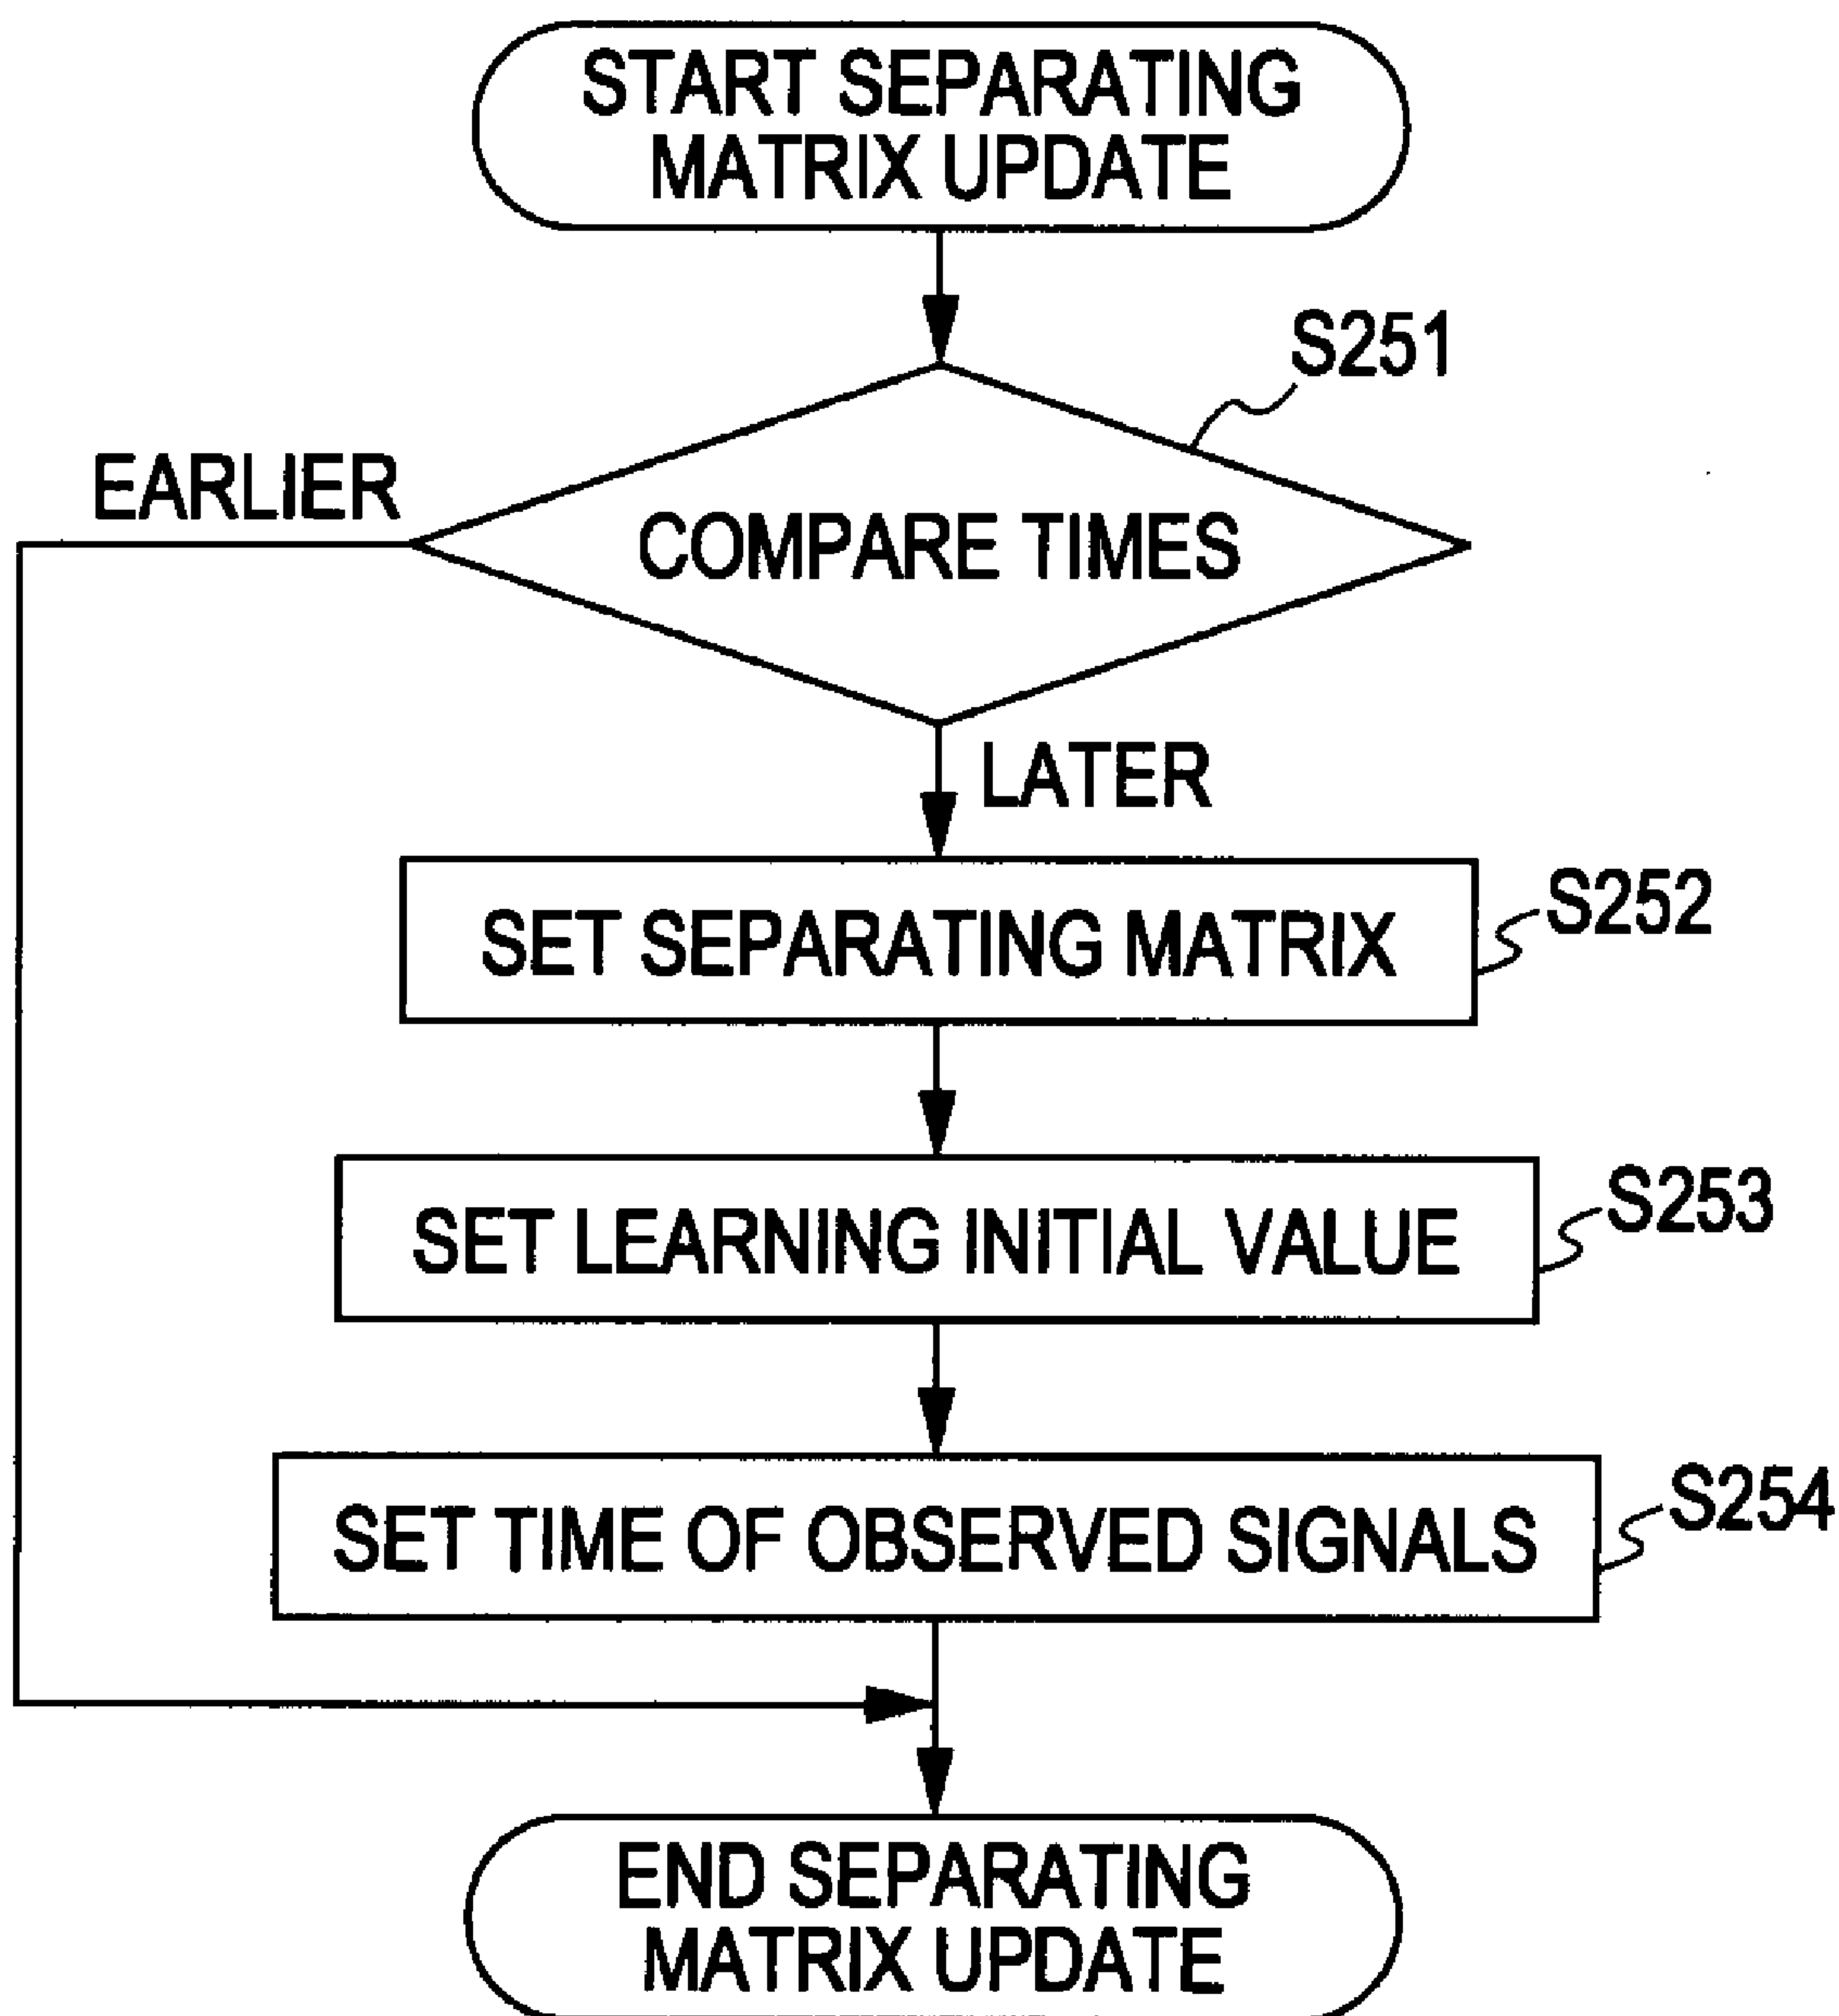 START SEPARATING
MATRIX UPDATE
S251
EARLIER
COMPARE TIMES
LATER
SET SEPARATING MATRIX
S252
SET LEARNING INITIAL VALUE
S253
SET TIME OF OBSERVED SIGNALS
S254
END SEPARATING
MATRIX UPDATE